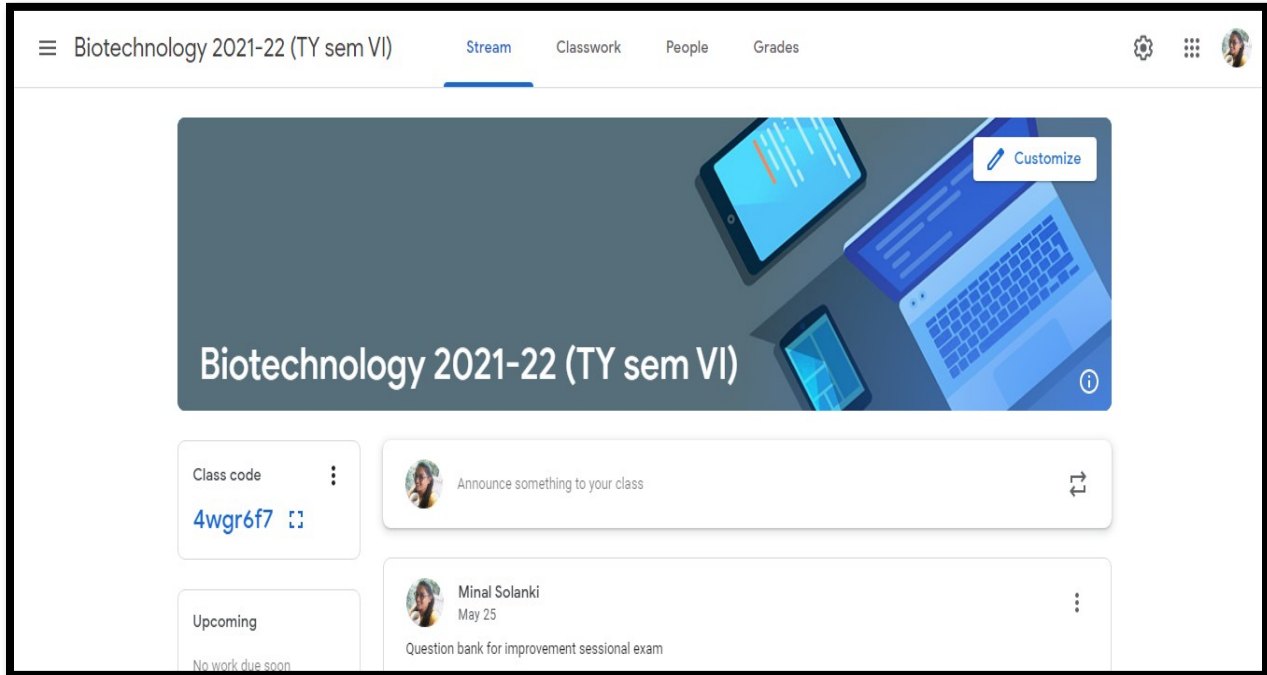 Biotechnology 2021-22 (TY sem VI)
Stream Classwork People Grades
Customize
Biotechnology 2021-22 (TY sem VI)
Class code
4wgr6f7
Announce something to your class
Minal Solanki
May 25
Question bank for improvement sessional exam
Upcoming
No work due soon